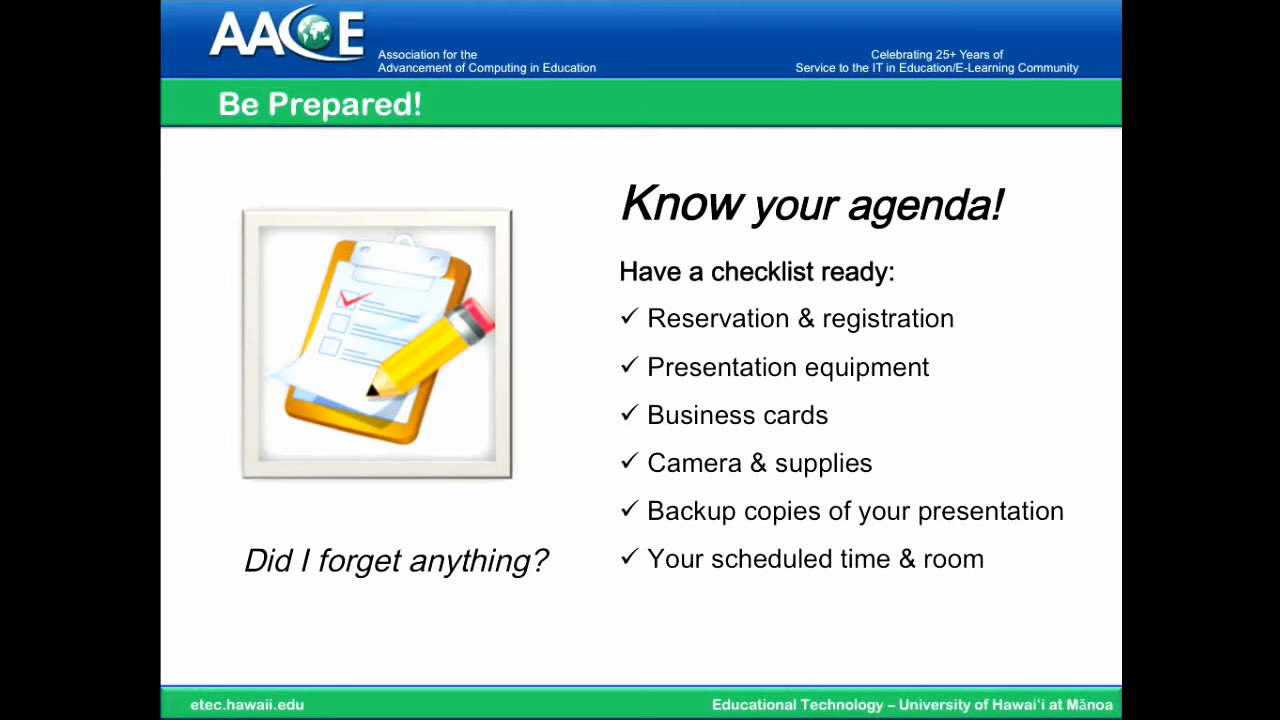 AACE
Association for the
Advancement of Computing in Education
Celebrating 25+ Years of
Service to the IT in Education/E-Learning Community
Be Prepared!
Know your agenda!
Have a checklist ready:
✓ Reservation & registration
✓ Presentation equipment
✓ Business cards
✓ Camera & supplies
✓ Backup copies of your presentation
✓ Your scheduled time & room
Did I forget anything?
etec.hawaii.edu
Educational Technology – University of Hawaiʻi at Mānoa